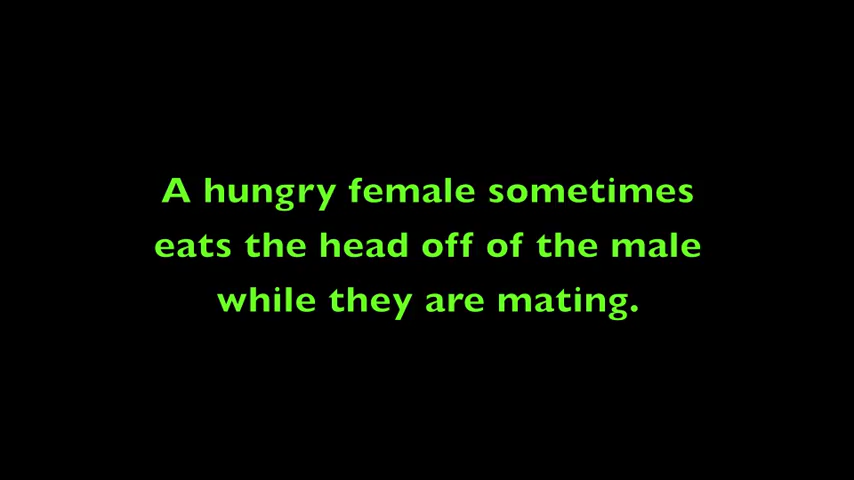 A hungry female sometimes
eats the head off of the male
while they are mating.